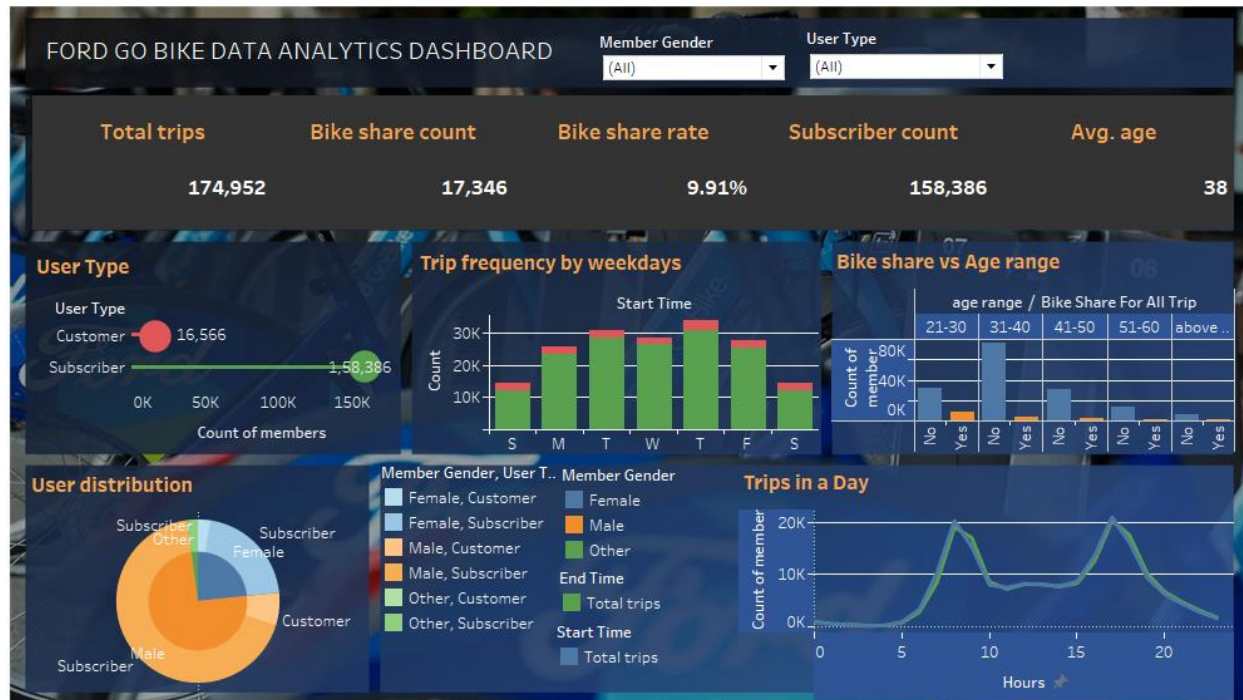 FORD GO BIKE DATA ANALYTICS DASHBOARD
Member Gender
(All)
User Type
(All)
Total trips
Bike share count
Bike share rate
Subscriber count
Avg. age
174,952
17,346
9.91%
158,386
38
User Type
User Type
Customer
16,566
Subscriber
1,58,386
0K 50K 100K 150K
Count of members
Trip frequency by weekdays
Start Time
Count
30K
20K
10K
S M T W T F S
Bike share vs Age range
age range / Bike Share For All Trip
21-30 31-40 41-50 51-60 above ..
Count of
member
80K
40K
0K
No Yes No Yes No Yes No Yes No Yes
User distribution
Subscriber
Other
Subscriber
Female
Customer
Male
Subscriber
Member Gender, User T..
Female, Customer
Female, Subscriber
Male, Customer
Male, Subscriber
Other, Customer
Other, Subscriber
Member Gender
Female
Male
Other
End Time
Total trips
Start Time
Total trips
Trips in a Day
Count of member
20K
10K
0K
0 5 10 15 20
Hours